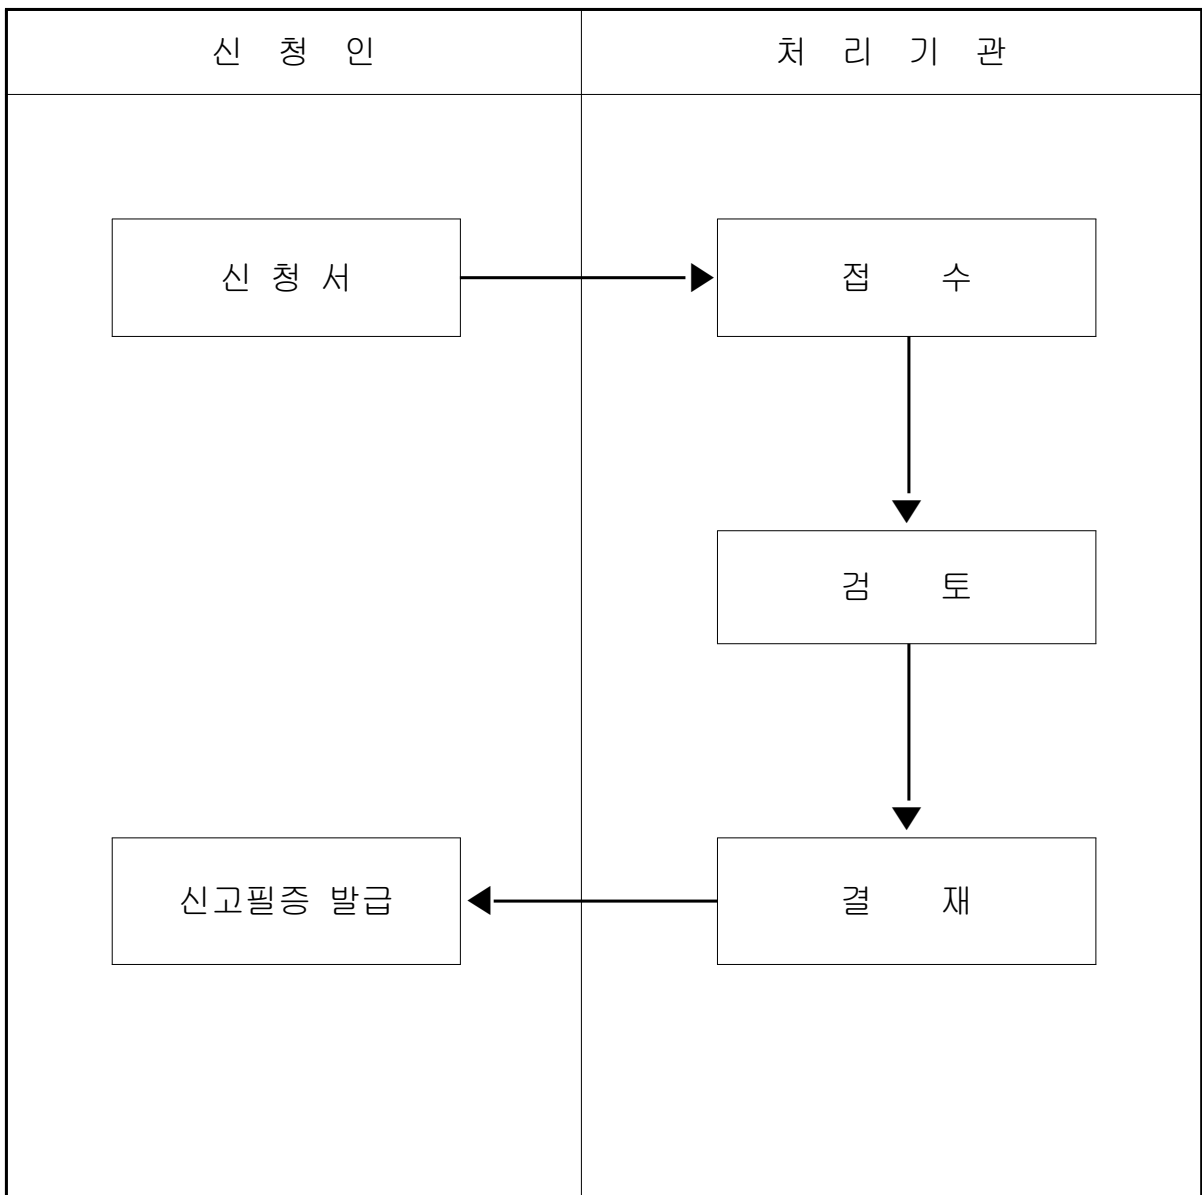 신 청 인
처 리 기 관
신 청 서
접 수
검 토
신고필증 발급
결 재